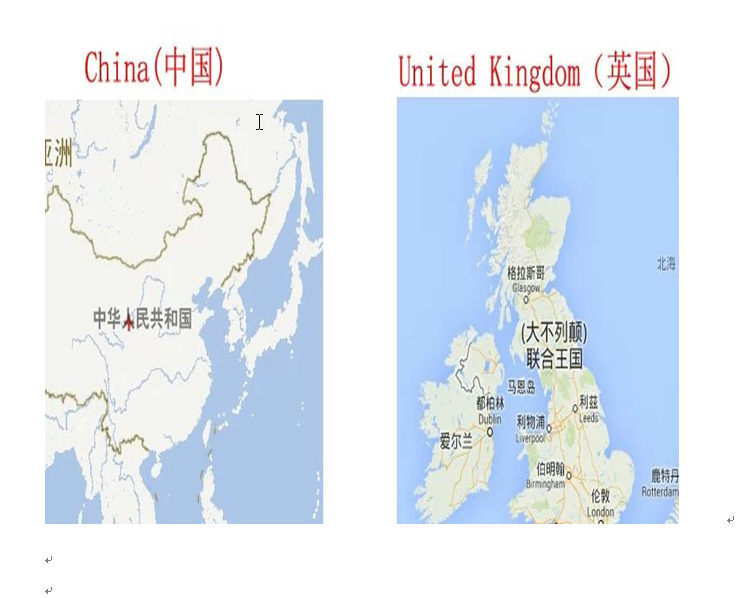 China(中国)
亚洲
中华人民共和国
United Kingdom (英国)
北海
格拉斯哥
Glasgow
(大不列颠)
联合王国
马恩岛
都柏林
Dublin
利兹
Leeds
利物浦
Liverpool
爱尔兰
伯明翰
Birmingham
鹿特丹
Rotterdam
伦敦
London